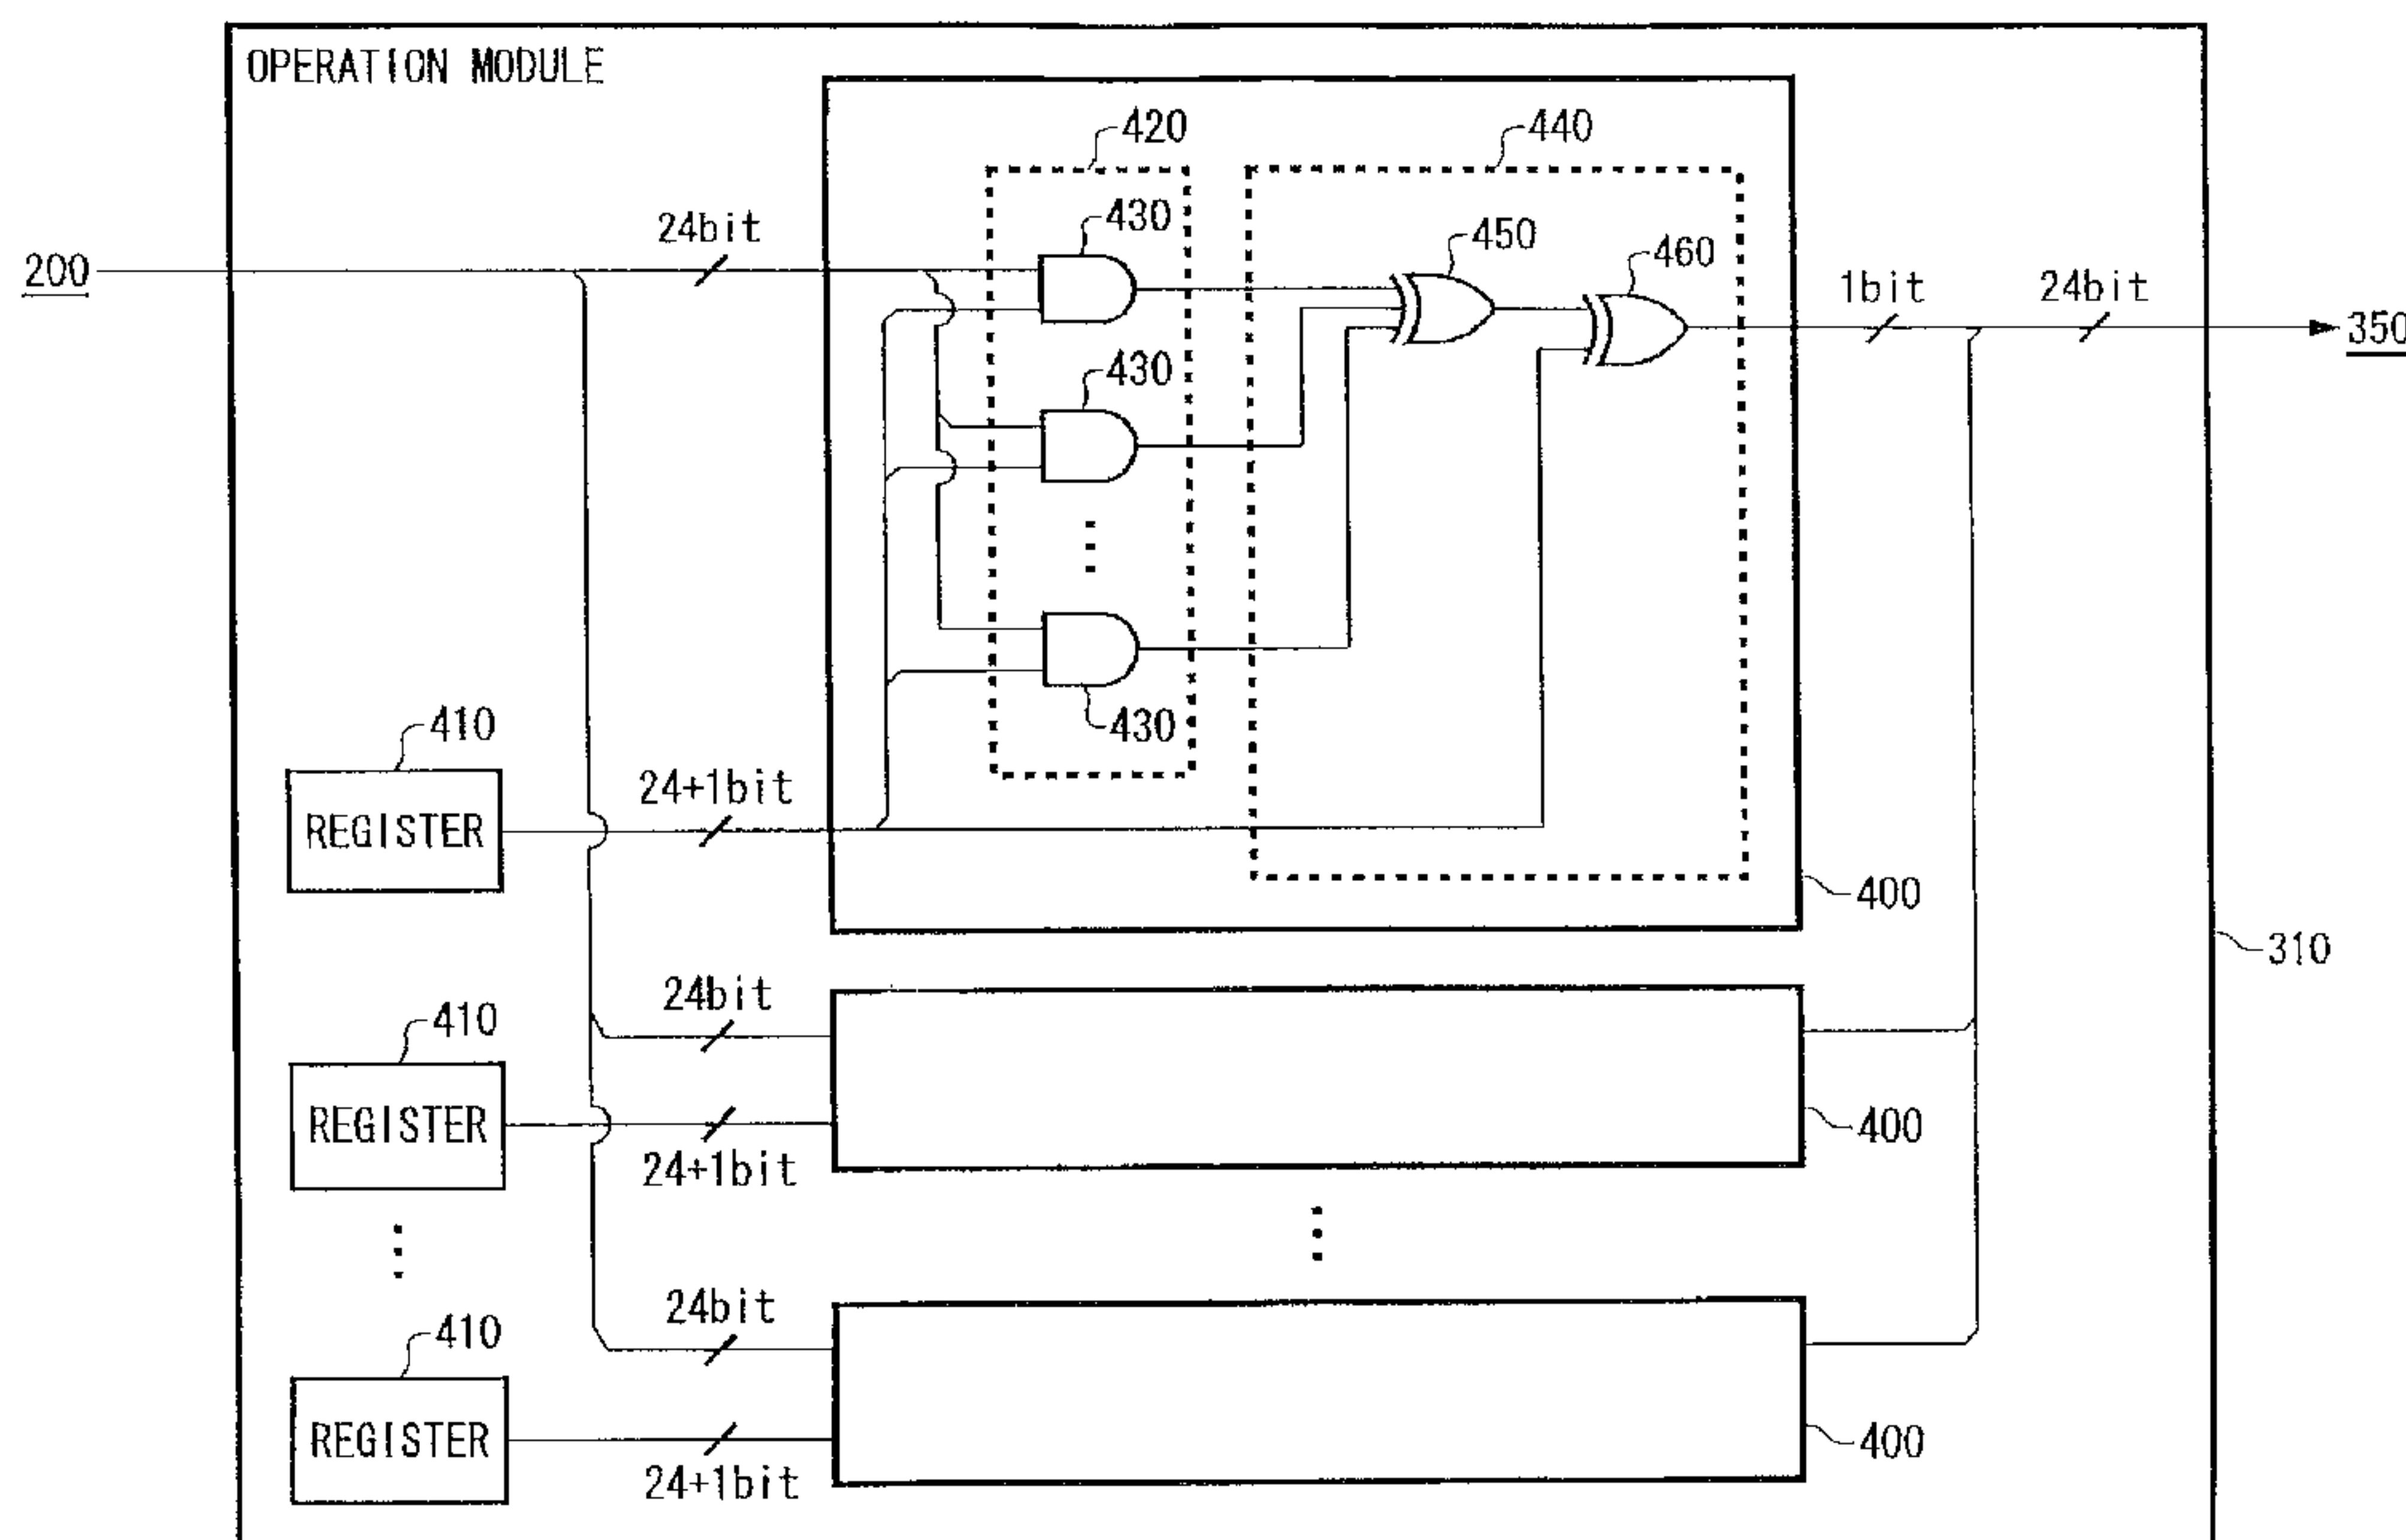 OPERATION MODULE
420
440
430
450
460
24bit
200
1bit
24bit
350
430
430
410
24+1bit
REGISTER
400
310
24bit
410
REGISTER
400
24+1bit
24bit
410
REGISTER
400
24+1bit